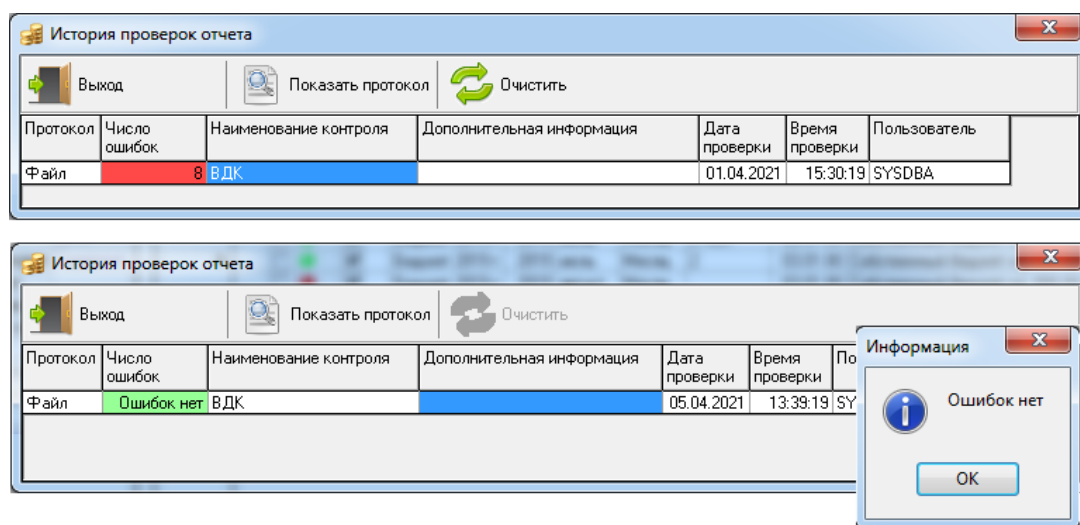 История проверок отчета
Выход Показать протокол Очистить
Протокол Число ошибок Наименование контроля Дополнительная информация Дата проверки Время проверки Пользователь
Файл 8 ВДК 01.04.2021 15:30:19 SYSDBA
История проверок отчета
Выход Показать протокол Очистить
Протокол Число ошибок Наименование контроля Дополнительная информация Дата проверки Время проверки По
Файл Ошибок нет ВДК 05.04.2021 13:39:19 SY
Информация
Ошибок нет
OK